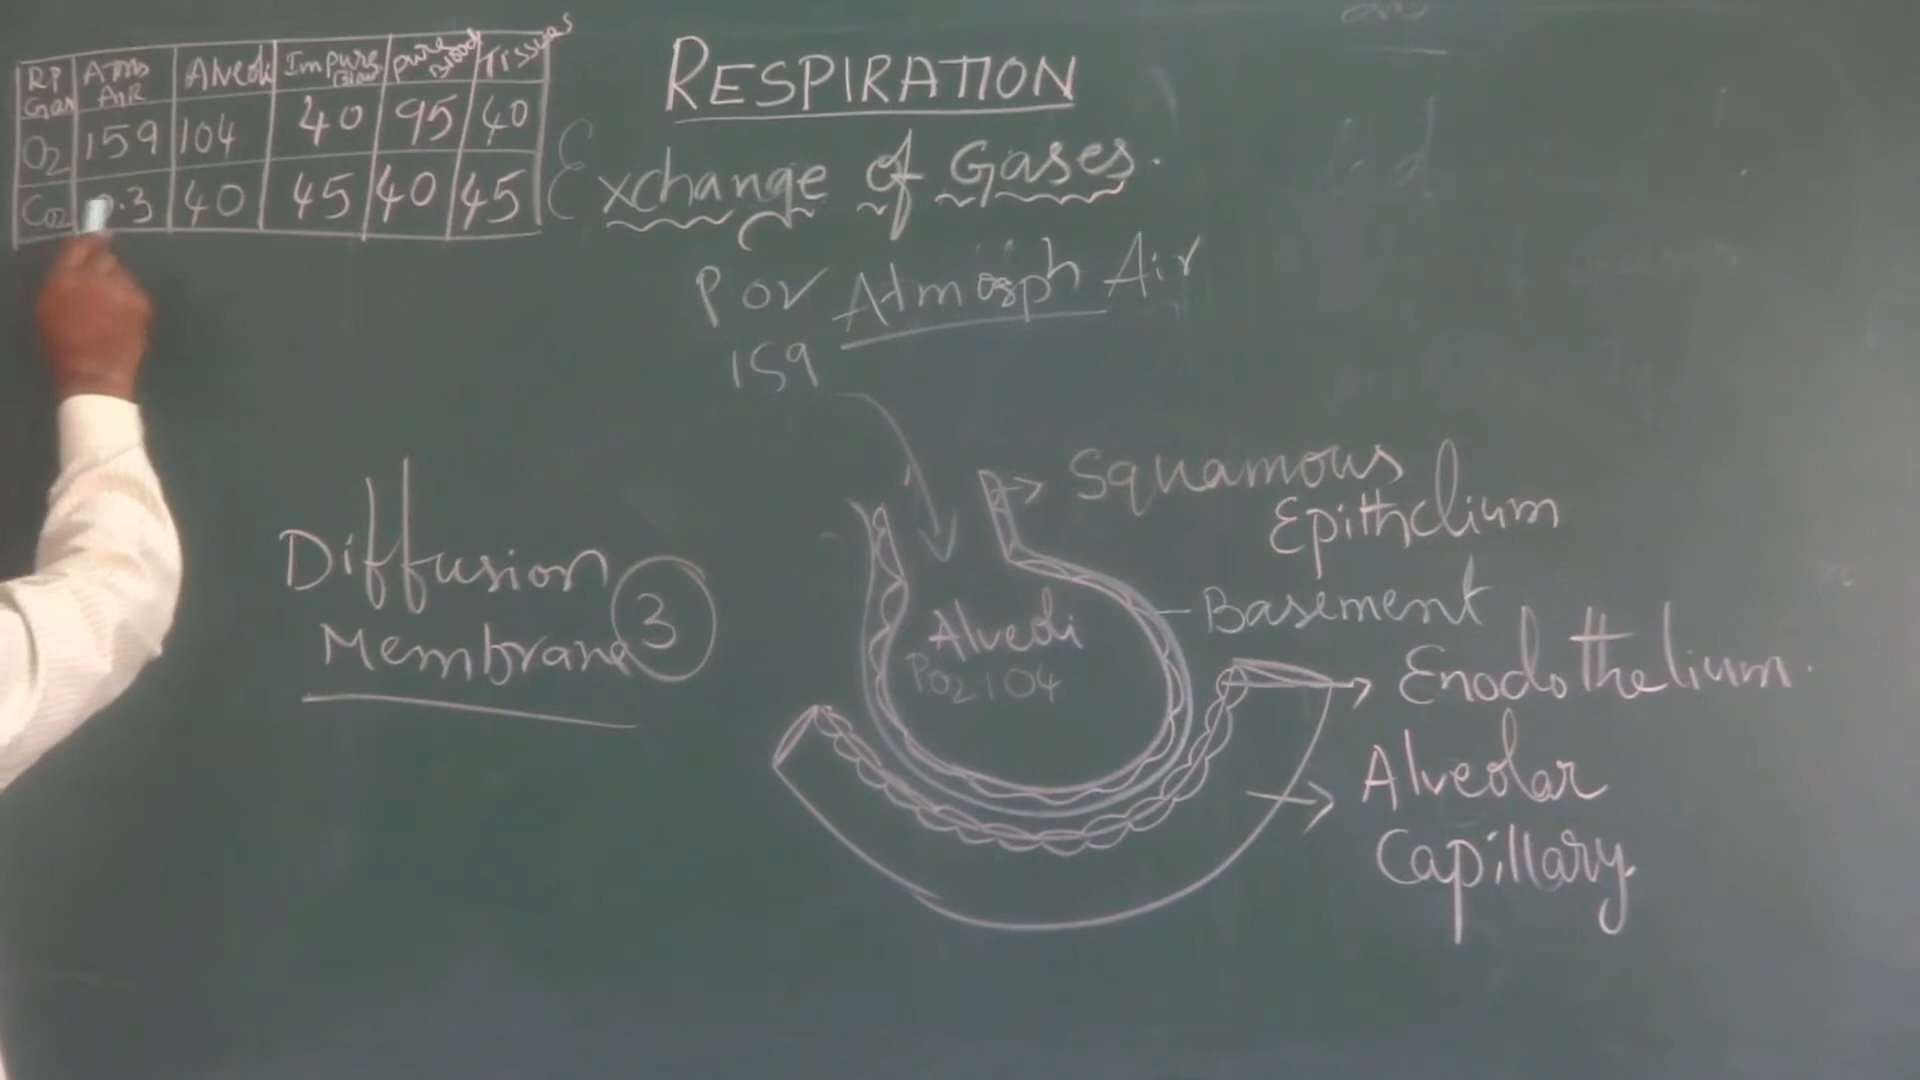 RESPIRATION
Exchange of Gases.
RP Gas Atms AIR Alveoli Impure Blood pure Blood Tissues
O2 159 104 40 95 40
CO2 0.3 40 45 40 45
Atmosph Air
159
Squamous
Epithelium
Diffusion
Membrane 3
Basement
Alveoli
PO2 104
Enodothelium.
Alveolar
Capillary